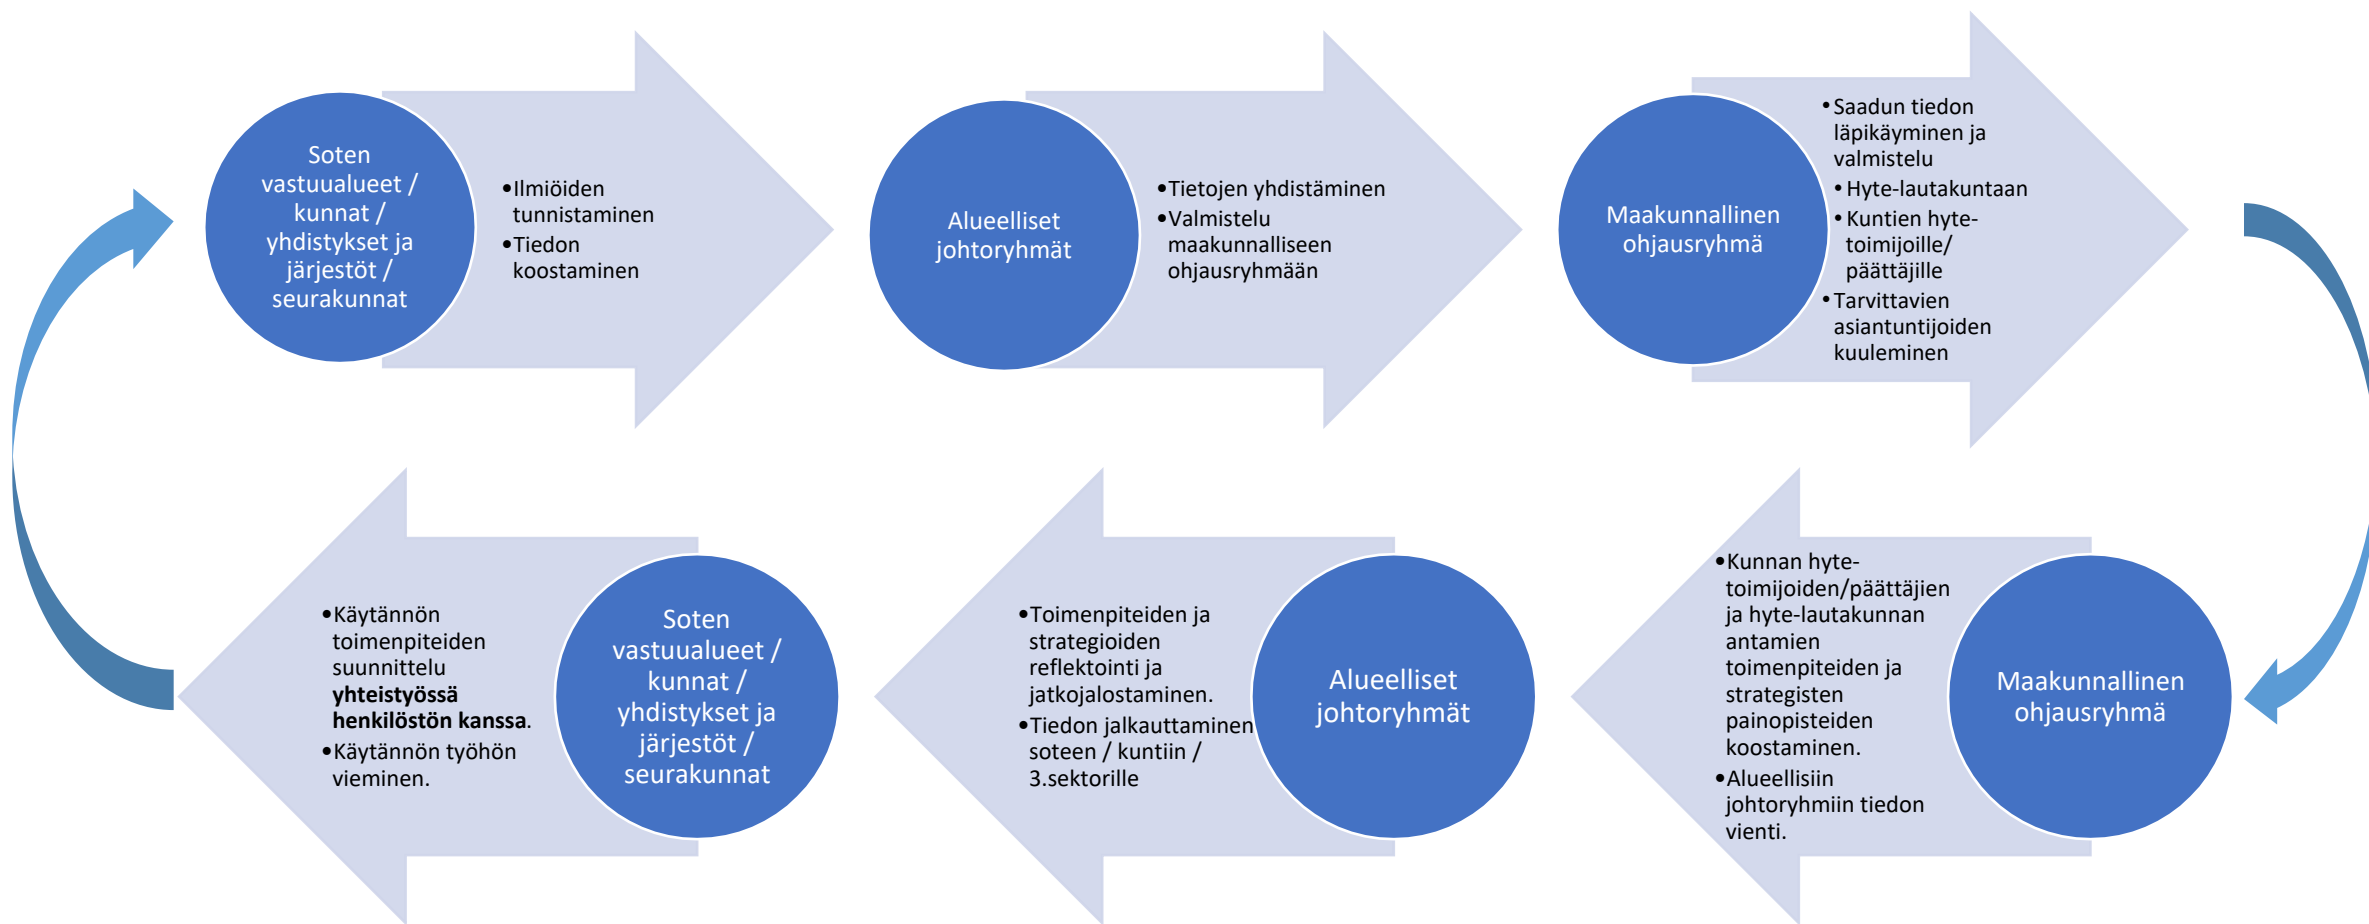 Soten
vastuualueet /
kunnat /
yhdistykset ja
järjestöt /
seurakunnat
•Ilmiöiden
tunnistaminen
•Tiedon
koostaminen
Alueelliset
johtoryhmät
•Tietojen yhdistäminen
•Valmistelu
maakunnalliseen
ohjausryhmään
Maakunnallinen
ohjausryhmä
•Saadun tiedon
läpikäyminen ja
valmistelu
•Hyte-lautakuntaan
•Kuntien hyte-
toimijoille/
päättäjille
•Tarvittavien
asiantuntijoiden
kuuleminen
•Käytännön
toimenpiteiden
suunnittelu
yhteistyössä
henkilöstön kanssa.
•Käytännön työhön
vieminen.
Soten
vastuualueet /
kunnat /
yhdistykset ja
järjestöt /
seurakunnat
•Toimenpiteiden ja
strategioiden
reflektointi ja
jatkojalostaminen.
•Tiedon jalkauttaminen
soteen / kuntiin /
3.sektorille
Alueelliset
johtoryhmät
•Kunnan hyte-
toimijoiden/päättäjien
ja hyte-lautakunnan
antamien
toimenpiteiden ja
strategisten
painopisteiden
koostaminen.
•Alueellisiin
johtoryhmiin tiedon
vienti.
Maakunnallinen
ohjausryhmä